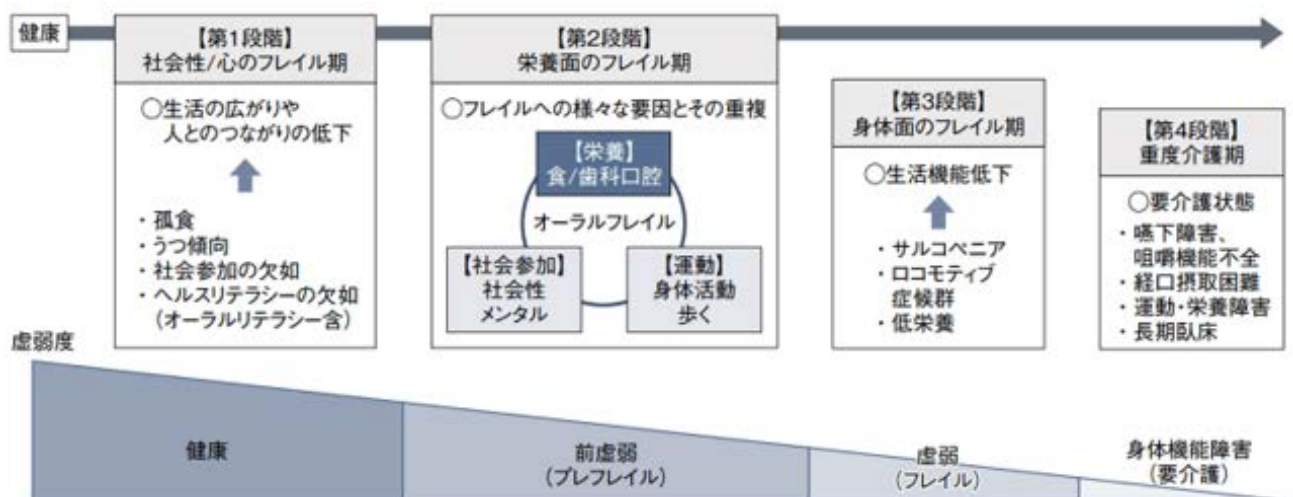 健康
【第1段階】
社会性/心のフレイル期
○生活の広がりや
人とのつながりの低下
・孤食
・うつ傾向
・社会参加の欠如
・ヘルスリテラシーの欠如
(オーラルリテラシー含)
【第2段階】
栄養面のフレイル期
○フレイルへの様々な要因とその重複
【栄養】
食/歯科口腔
オーラルフレイル
【社会参加】
社会性
メンタル
【運動】
身体活動
歩く
【第3段階】
身体面のフレイル期
○生活機能低下
・サルコペニア
・ロコモティブ
症候群
・低栄養
【第4段階】
重度介護期
○要介護状態
・嚥下障害、
咀嚼機能不全
・経口摂取困難
・運動・栄養障害
・長期臥床
虚弱度
健康
前虚弱
(プレフレイル)
虚弱
(フレイル)
身体機能障害
(要介護)